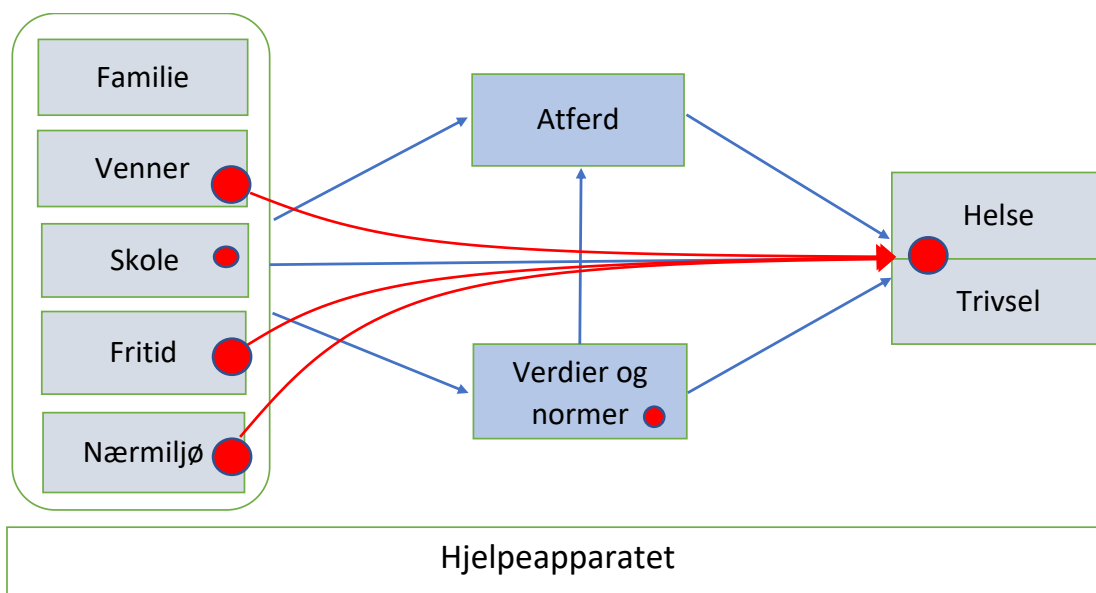 Familie
Venner
Skole
Fritid
Nærmiljø
Atferd
Verdier og
normer
Helse
Trivsel
Hjelpeapparatet